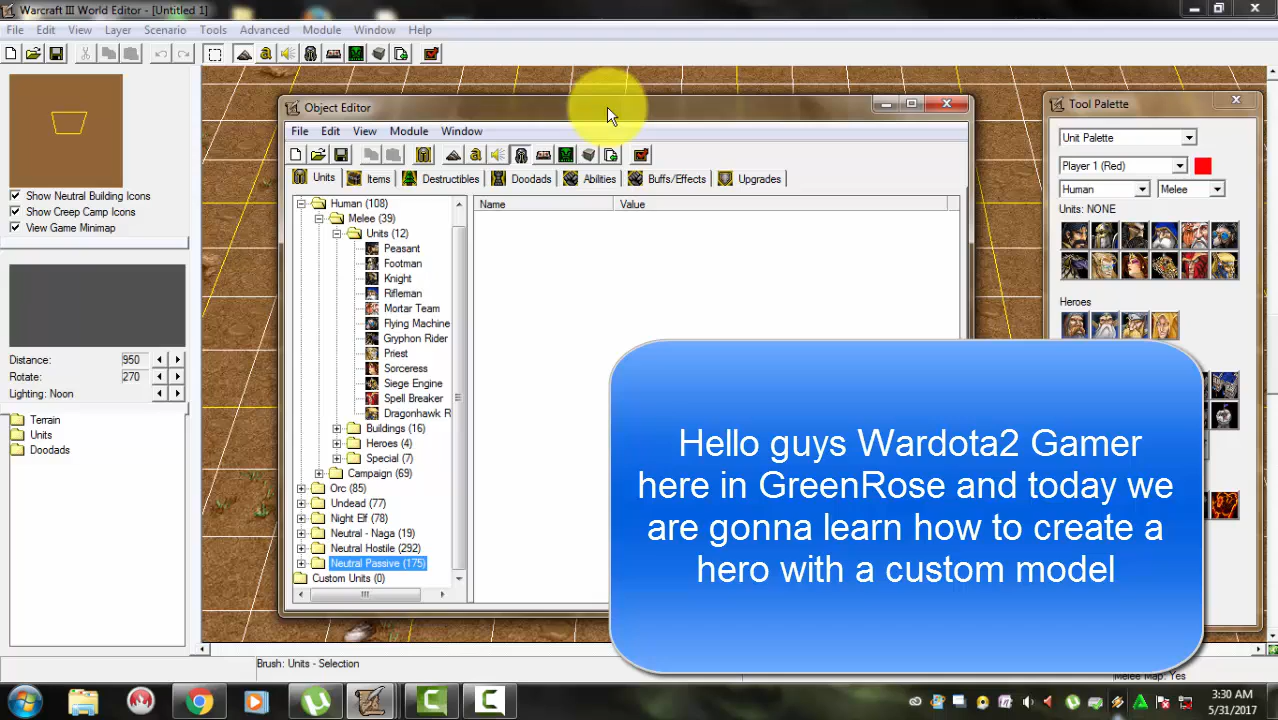 Warcraft III World Editor - [Untitled 1]
File Edit View Layer Scenario Tools Advanced Module Window Help
Show Neutral Building Icons
Show Creep Camp Icons
View Game Minimap
Distance: 950
Rotate: 270
Lighting: Noon
Terrain
Units
Doodads
Object Editor
File Edit View Module Window
Units Items Destructibles Doodads Abilities Buffs/Effects Upgrades
Name Value
Human (108)
Melee (39)
Units (12)
Peasant
Footman
Knight
Rifleman
Mortar Team
Flying Machine
Gryphon Rider
Priest
Sorceress
Siege Engine
Spell Breaker
Dragonhawk R
Buildings (16)
Heroes (4)
Special (7)
Campaign (69)
Orc (85)
Undead (77)
Night Elf (78)
Neutral - Naga (19)
Neutral Hostile (292)
Neutral Passive (175)
Custom Units (0)
Tool Palette
Unit Palette
Player 1 (Red)
Human Melee
Units: NONE
Heroes
Hello guys Wardota2 Gamer
here in GreenRose and today we
are gonna learn how to create a
hero with a custom model
Brush: Units - Selection
Melee Map: Yes
3:30 AM
5/31/2017